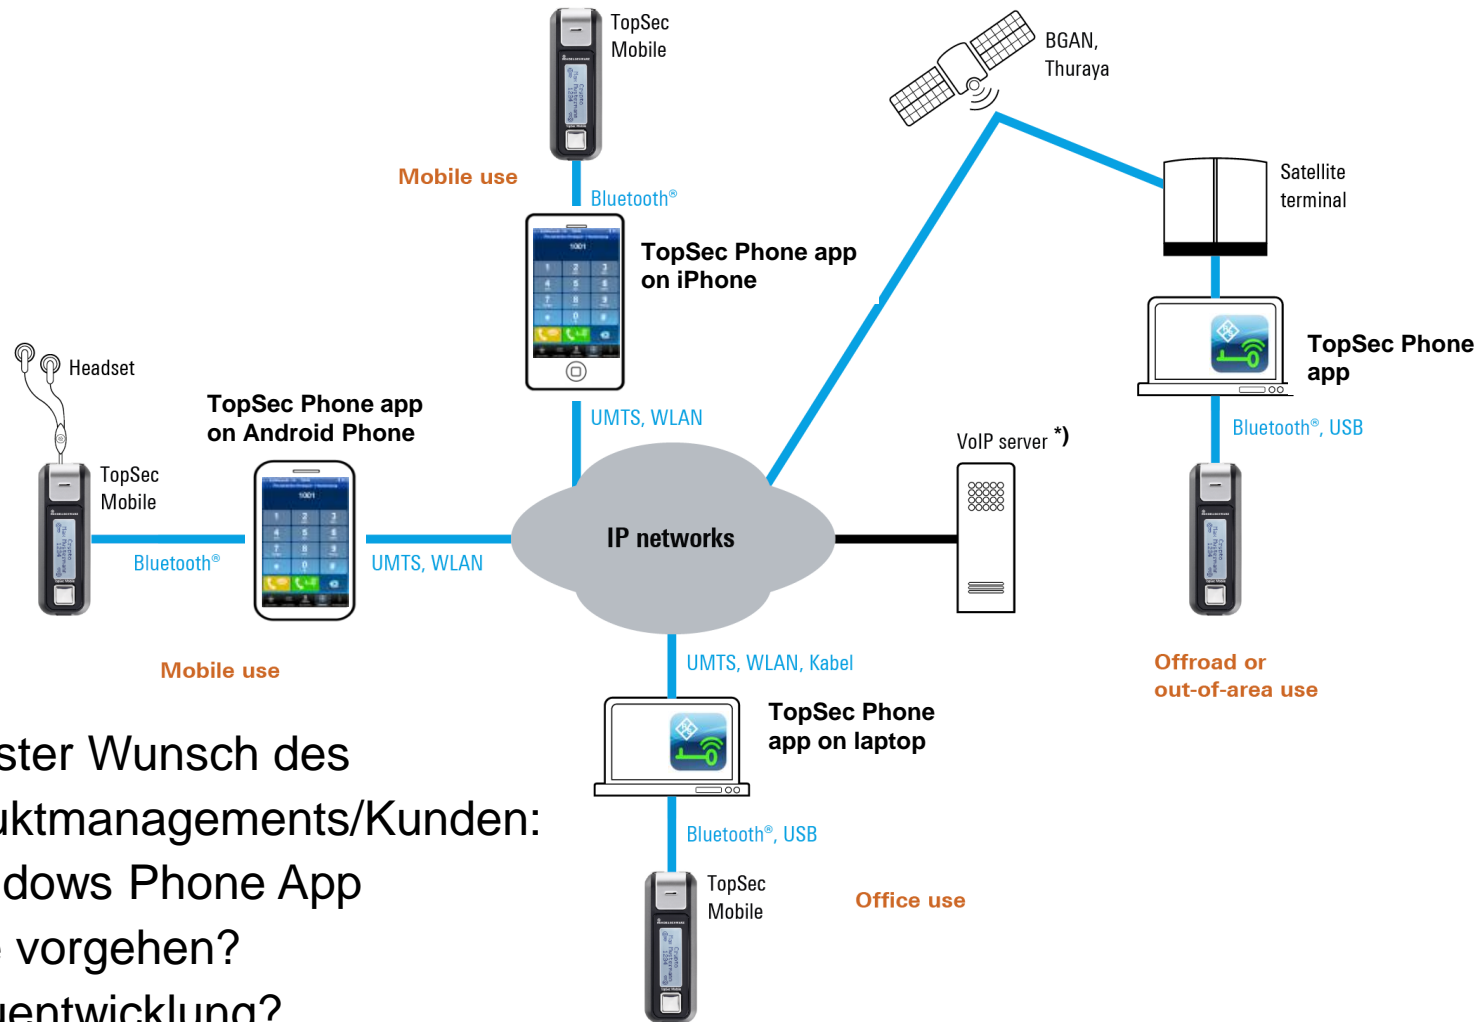 TopSec
Mobile
BGAN,
Thuraya
Mobile use
Bluetooth®
Satellite
terminal
1001
TopSec Phone app
on iPhone
TopSec Phone
app
Headset
TopSec Phone app
on Android Phone
UMTS, WLAN
Bluetooth®, USB
VoIP server *)
TopSec
Mobile
1001
IP networks
Bluetooth®
UMTS, WLAN
Mobile use
UMTS, WLAN, Kabel
Offroad or
out-of-area use
TopSec Phone
app on laptop
ster Wunsch des
uktmanagements/Kunden:
dows Phone App
vorgehen?
uentwicklung?
Bluetooth®, USB
TopSec
Mobile
Office use